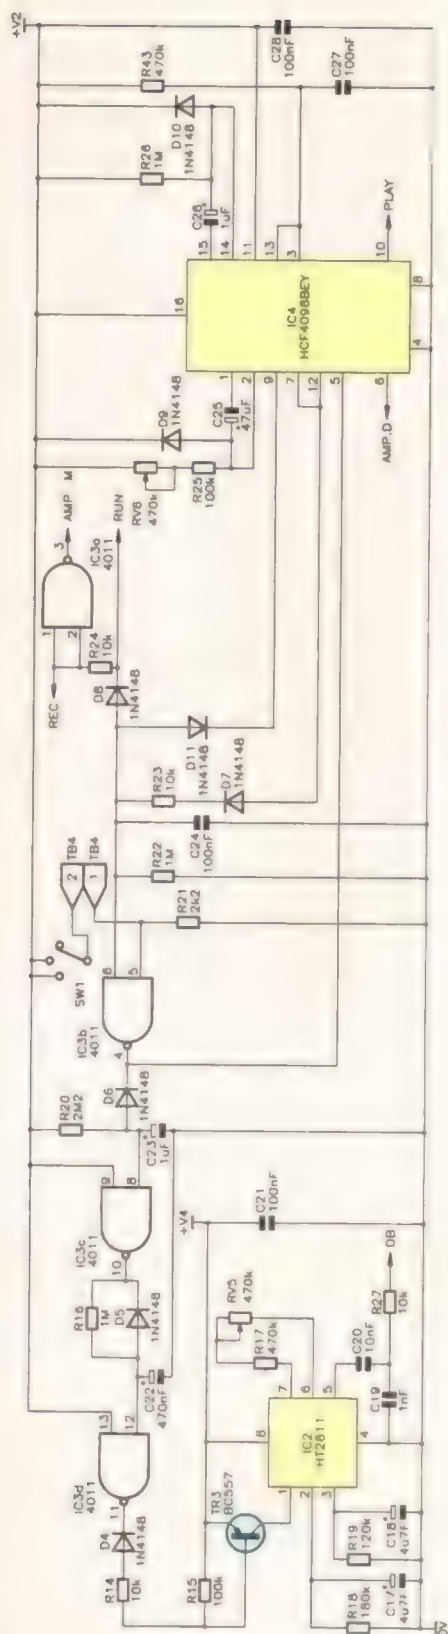 +V2
R43
470k
C28
100nF
C27
100nF
D10
1N4148
R26
1M
C26
1uF
15
14
11
13
3
16
IC4
HCF4098BEY
10
PLAY
8
4
1
2
9
7
12
5
6
AMP.D
D9
1N4148
C25
47uF
RV6
470k
R25
100k
AMP M
RUN
3
IC3a
4011
1
2
REC
R24
10k
D8
1N4148
D11
1N4148
R23
10k
D7
1N4148
C24
100nF
R22
1M
R21
2k2
TB4
2
1
TB4
SW1
6
5
IC3b
4011
4
D6
1N4148
R20
2M2
C23
1uF
9
8
IC3c
4011
10
R16
1M
D5
1N4148
C22
470nF
13
12
IC3d
4011
11
D4
1N4148
R14
10k
R15
100k
+V4
C21
100nF
TR3
BC557
RV5
470k
R17
470k
8
7
6
5
IC2
HT2811
1
2
3
4
C20
10nF
C19
1nF
R27
10k
DB
R19
120k
C18
4u7F
R18
180k
C17
4u7F